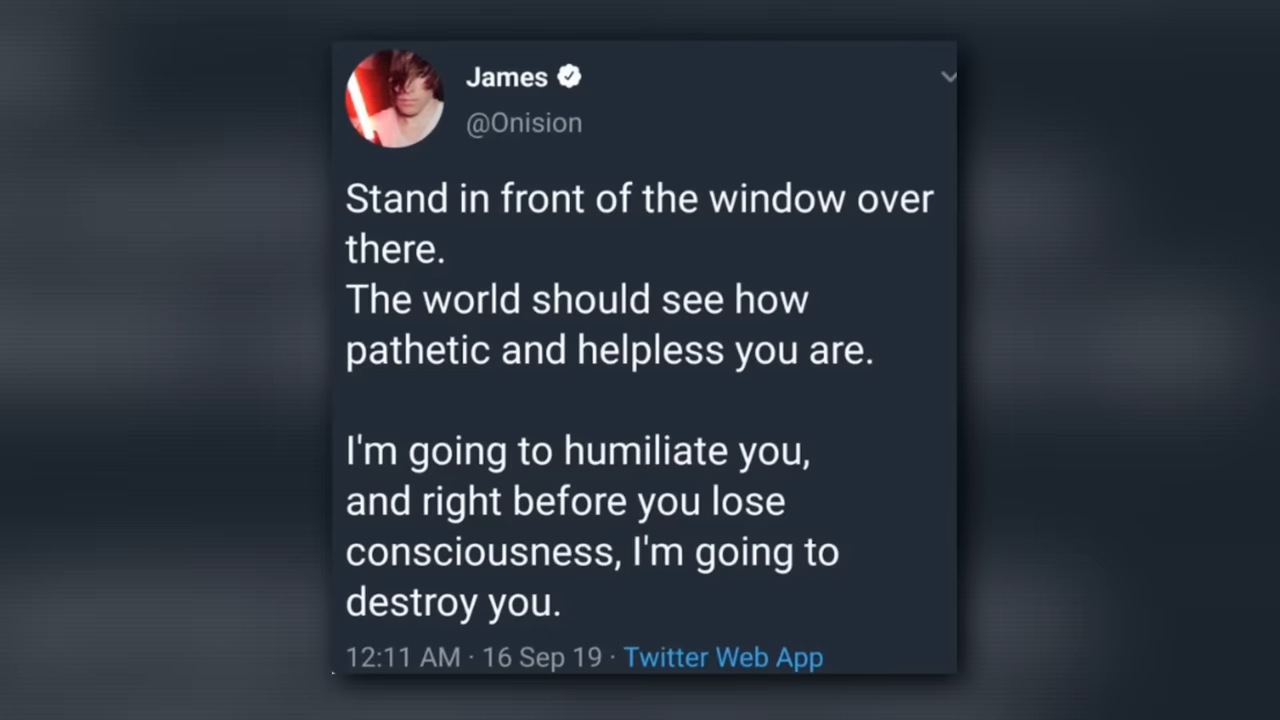 James
@Onision
Stand in front of the window over
there.
The world should see how
pathetic and helpless you are.
I'm going to humiliate you,
and right before you lose
consciousness, I'm going to
destroy you.
12:11 AM · 16 Sep 19 · Twitter Web App